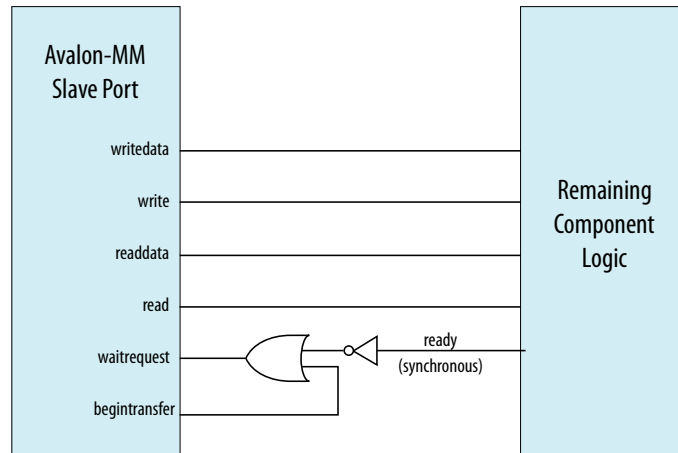 Avalon-MM
Slave Port
writedata
write
readdata
read
waitrequest
begintransfer
ready
(synchronous)
Remaining
Component
Logic